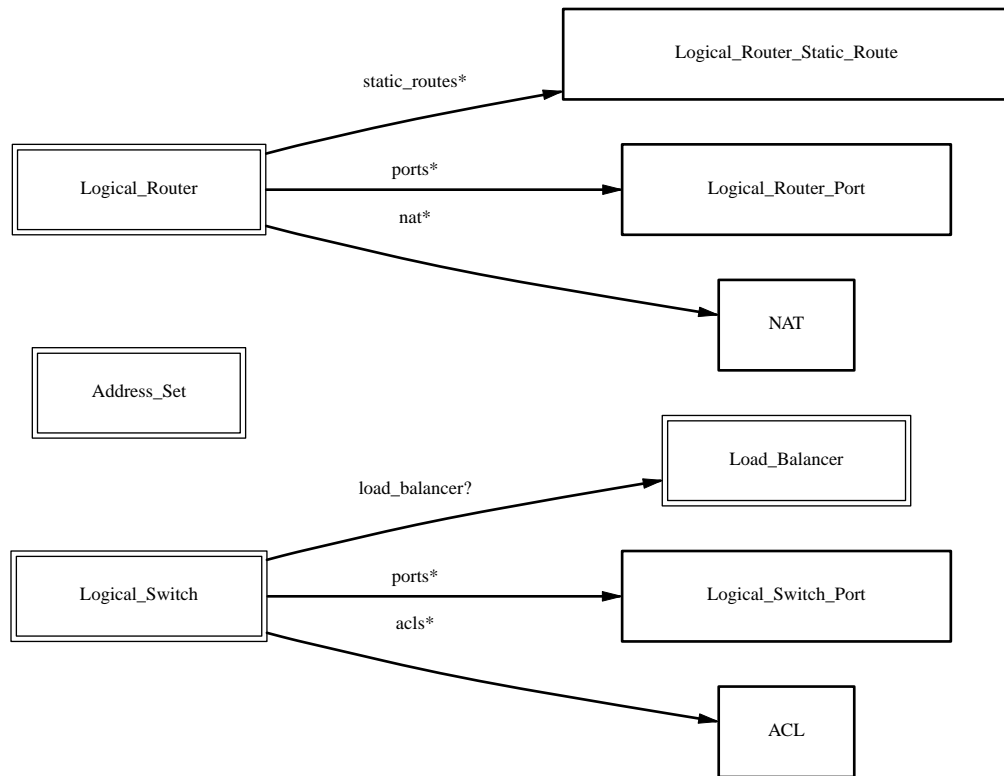 Logical_Router_Static_Route
static_routes*
Logical_Router
ports*
Logical_Router_Port
nat*
NAT
Address_Set
Load_Balancer
load_balancer?
Logical_Switch
ports*
Logical_Switch_Port
acls*
ACL